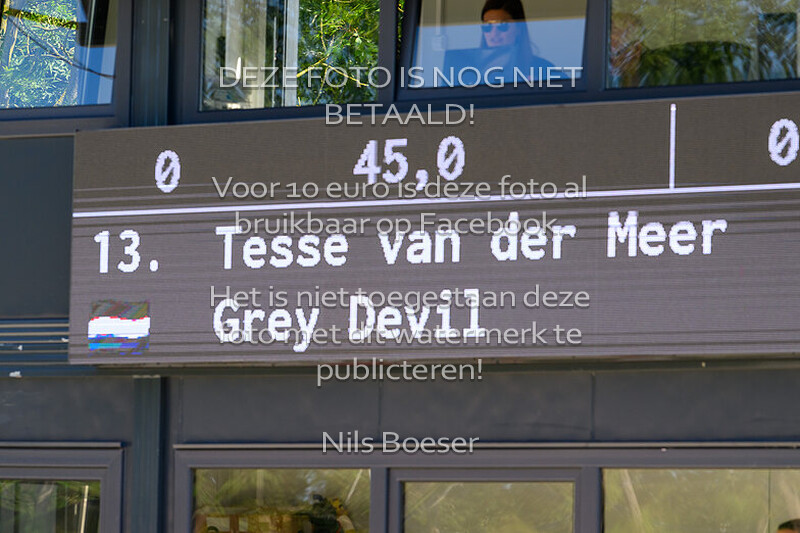 DEZE FOTO IS NOG NIET
BETAALD!
0 45,0 0
Voor 10 euro is deze foto al
bruikbaar op Facebook
13. Tesse van der Meer
Het is niet toegestaan deze
Grey Devil
foto met dit watermerk te
publiceren!
Nils Boeser